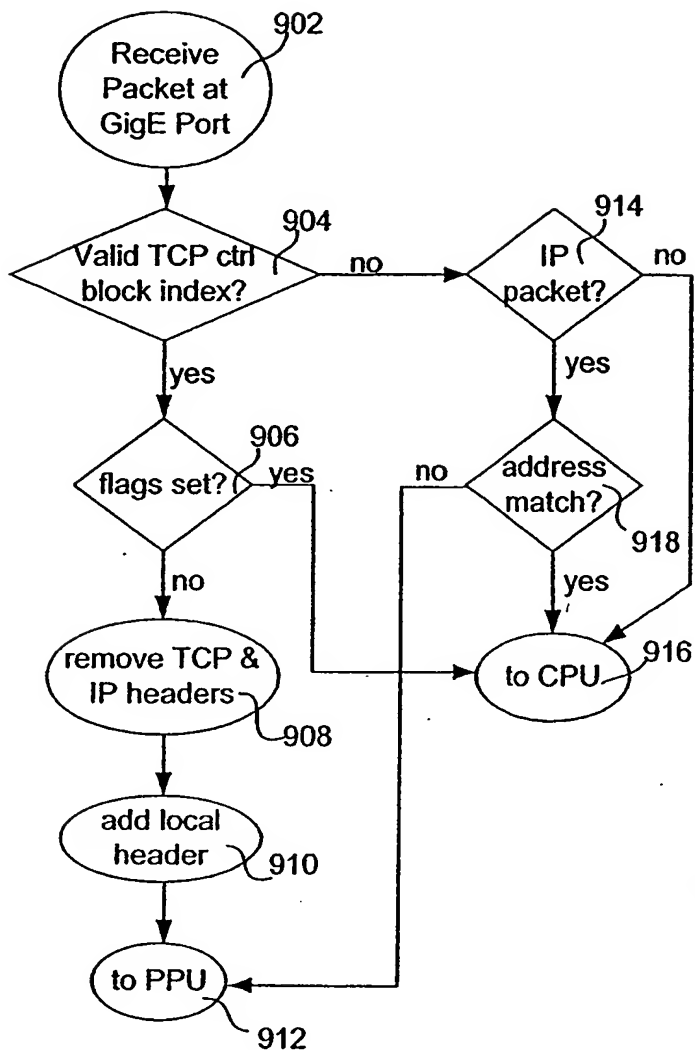 902
Receive
Packet at
GigE Port
904
Valid TCP ctrl
block index?
no
914
IP
packet?
no
yes
yes
906
flags set?
yes
no
address
match?
918
no
yes
remove TCP &
IP headers
908
to CPU
916
add local
header
910
to PPU
912